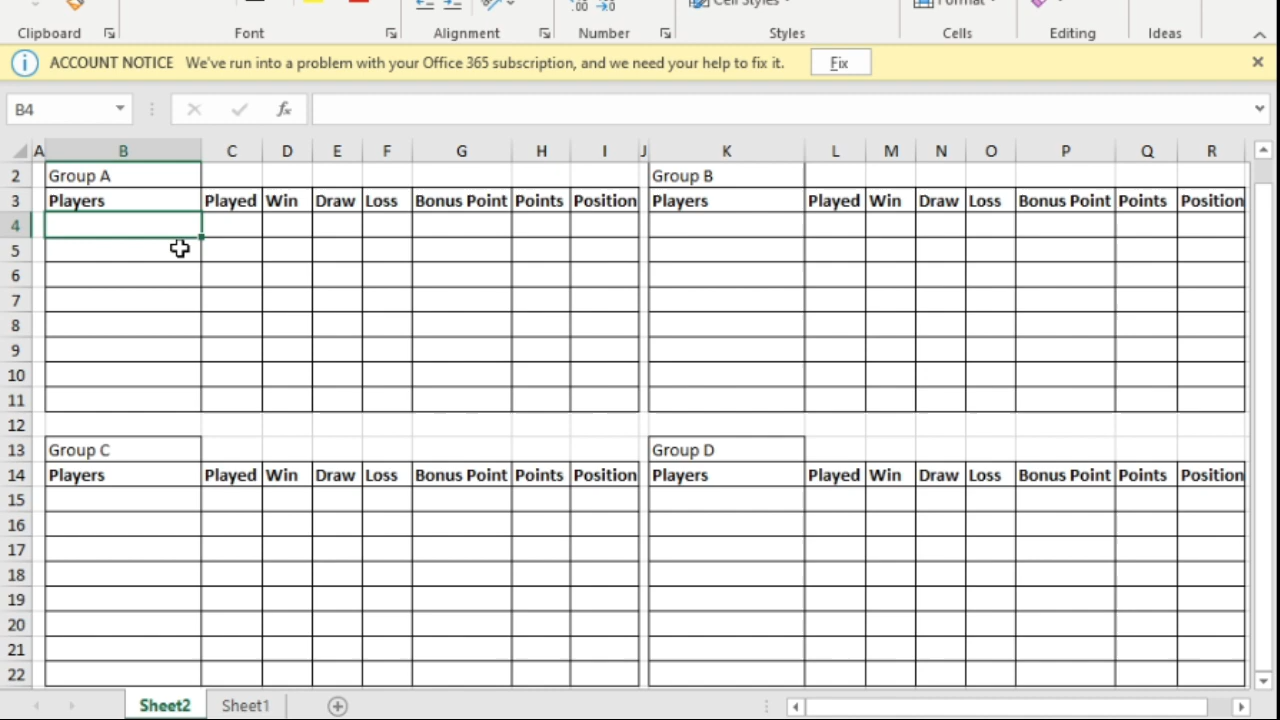 Cell Styles Format
Clipboard Font Alignment Number Styles Cells Editing Ideas
ACCOUNT NOTICE We've run into a problem with your Office 365 subscription, and we need your help to fix it. Fix
B4 fx
A B C D E F G H I J K L M N O P Q R
2 Group A Group B
3 Players Played Win Draw Loss Bonus Point Points Position Players Played Win Draw Loss Bonus Point Points Position
4
5
6
7
8
9
10
11
12
13 Group C Group D
14 Players Played Win Draw Loss Bonus Point Points Position Players Played Win Draw Loss Bonus Point Points Position
15
16
17
18
19
20
21
22
Sheet2 Sheet1